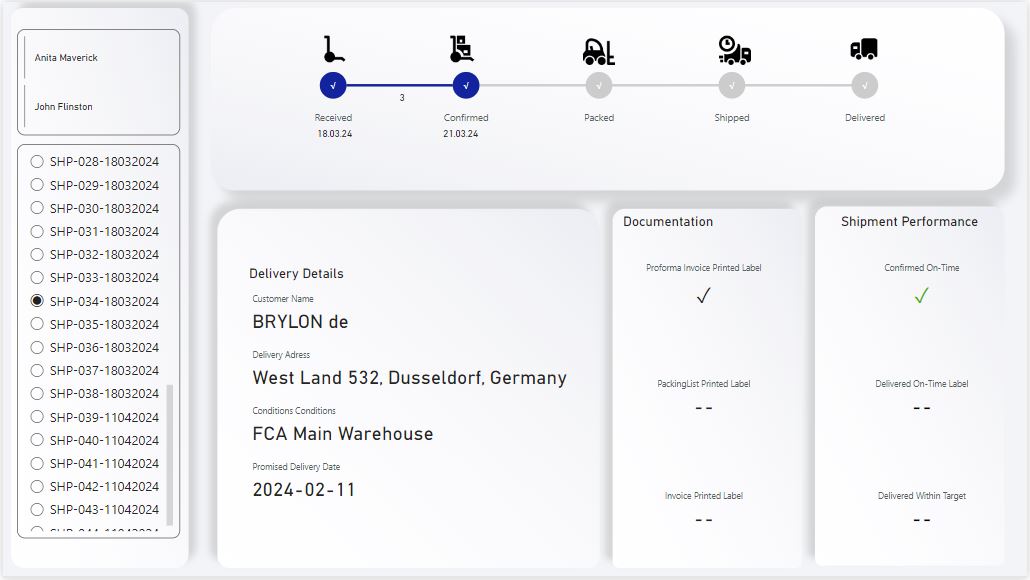 Anita Maverick
John Flinston
SHP-028-18032024
SHP-029-18032024
SHP-030-18032024
SHP-031-18032024
SHP-032-18032024
SHP-033-18032024
SHP-034-18032024
SHP-035-18032024
SHP-036-18032024
SHP-037-18032024
SHP-038-18032024
SHP-039-11042024
SHP-040-11042024
SHP-041-11042024
SHP-042-11042024
SHP-043-11042024
3
Received Confirmed Packed Shipped Delivered
18.03.24 21.03.24
Delivery Details
Customer Name
BRYLON de
Delivery Adress
West Land 532, Dusseldorf, Germany
Conditions Conditions
FCA Main Warehouse
Promised Delivery Date
2024-02-11
Documentation
Proforma Invoice Printed Label
✓
PackingList Printed Label
--
Invoice Printed Label
--
Shipment Performance
Confirmed On-Time
✓
Delivered On-Time Label
--
Delivered Within Target
--